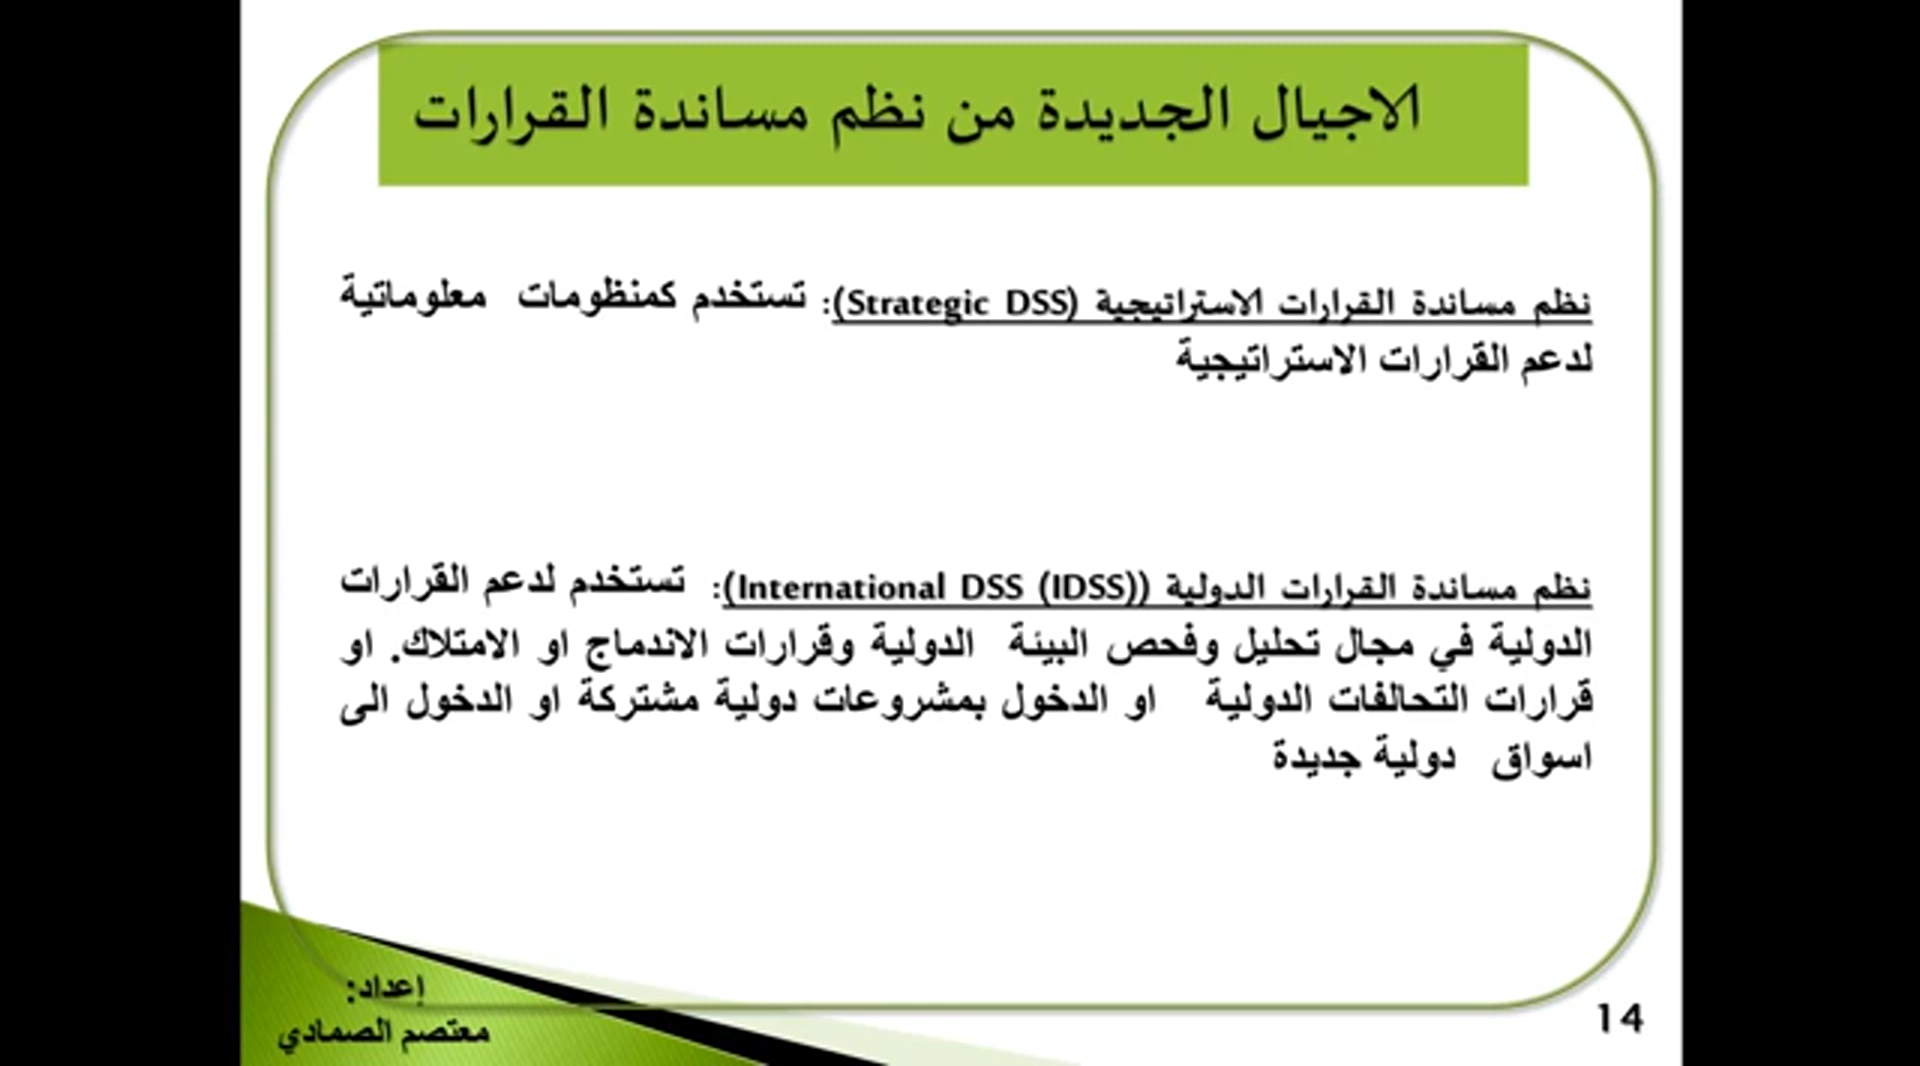 الاجيال الجديدة من نظم مساندة القرارات
نظم مساندة القرارات الاستراتيجية (Strategic DSS): تستخدم كمنظومات معلوماتية
لدعم القرارات الاستراتيجية
نظم مساندة القرارات الدولية (International DSS (IDSS)): تستخدم لدعم القرارات
الدولية في مجال تحليل وفحص البيئة الدولية وقرارات الاندماج او الامتلاك. او
قرارات التحالفات الدولية او الدخول بمشروعات دولية مشتركة او الدخول الى
اسواق دولية جديدة
إعداد:
معتصم الصمادي
14